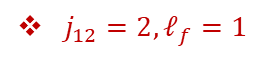 ❖ j₁₂ = 2, ℓ_f = 1